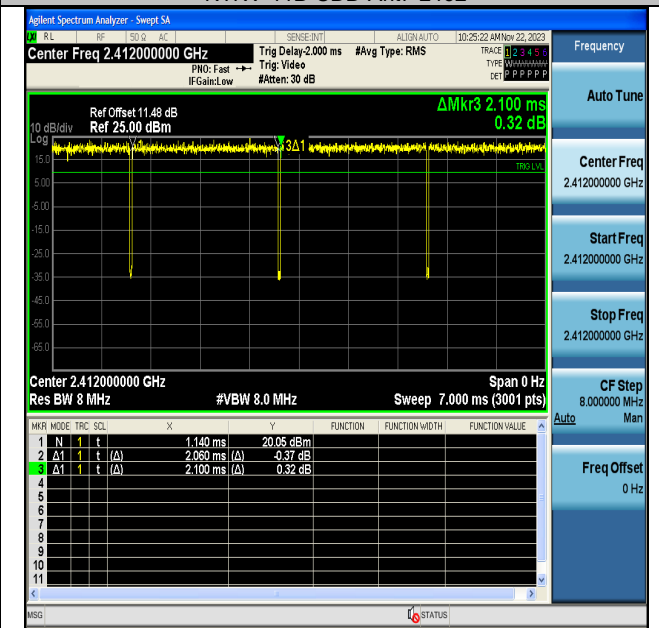 Agilent Spectrum Analyzer - Swept SA
RL RF 50 Ω AC SENSE:INT ALIGN AUTO 10:25:22 AM Nov 22, 2023
Center Freq 2.412000000 GHz
PNO: Fast
IFGain:Low
Trig Delay-2.000 ms
Trig: Video
#Atten: 30 dB
#Avg Type: RMS
TRACE 1 2 3 4 5 6
TYPE
DET P P P P P P
Frequency
Auto Tune
Center Freq
2.412000000 GHz
Start Freq
2.412000000 GHz
Stop Freq
2.412000000 GHz
CF Step
8.000000 MHz
Auto Man
Freq Offset
0 Hz
10 dB/div
Log
Ref Offset 11.48 dB
Ref 25.00 dBm
ΔMkr3 2.100 ms
0.32 dB
3Δ1
TRIG LVL
15.0
5.00
-5.00
-15.0
-25.0
-35.0
-45.0
-55.0
-65.0
Center 2.412000000 GHz Span 0 Hz
Res BW 8 MHz #VBW 8.0 MHz Sweep 7.000 ms (3001 pts)
MKR MODE TRC SCL X Y FUNCTION FUNCTION WIDTH FUNCTION VALUE
1 N 1 t 1.140 ms 20.05 dBm
2 Δ1 1 t (Δ) 2.060 ms (Δ) -0.37 dB
3 Δ1 1 t (Δ) 2.100 ms (Δ) 0.32 dB
4
5
6
7
8
9
10
11
MSG STATUS